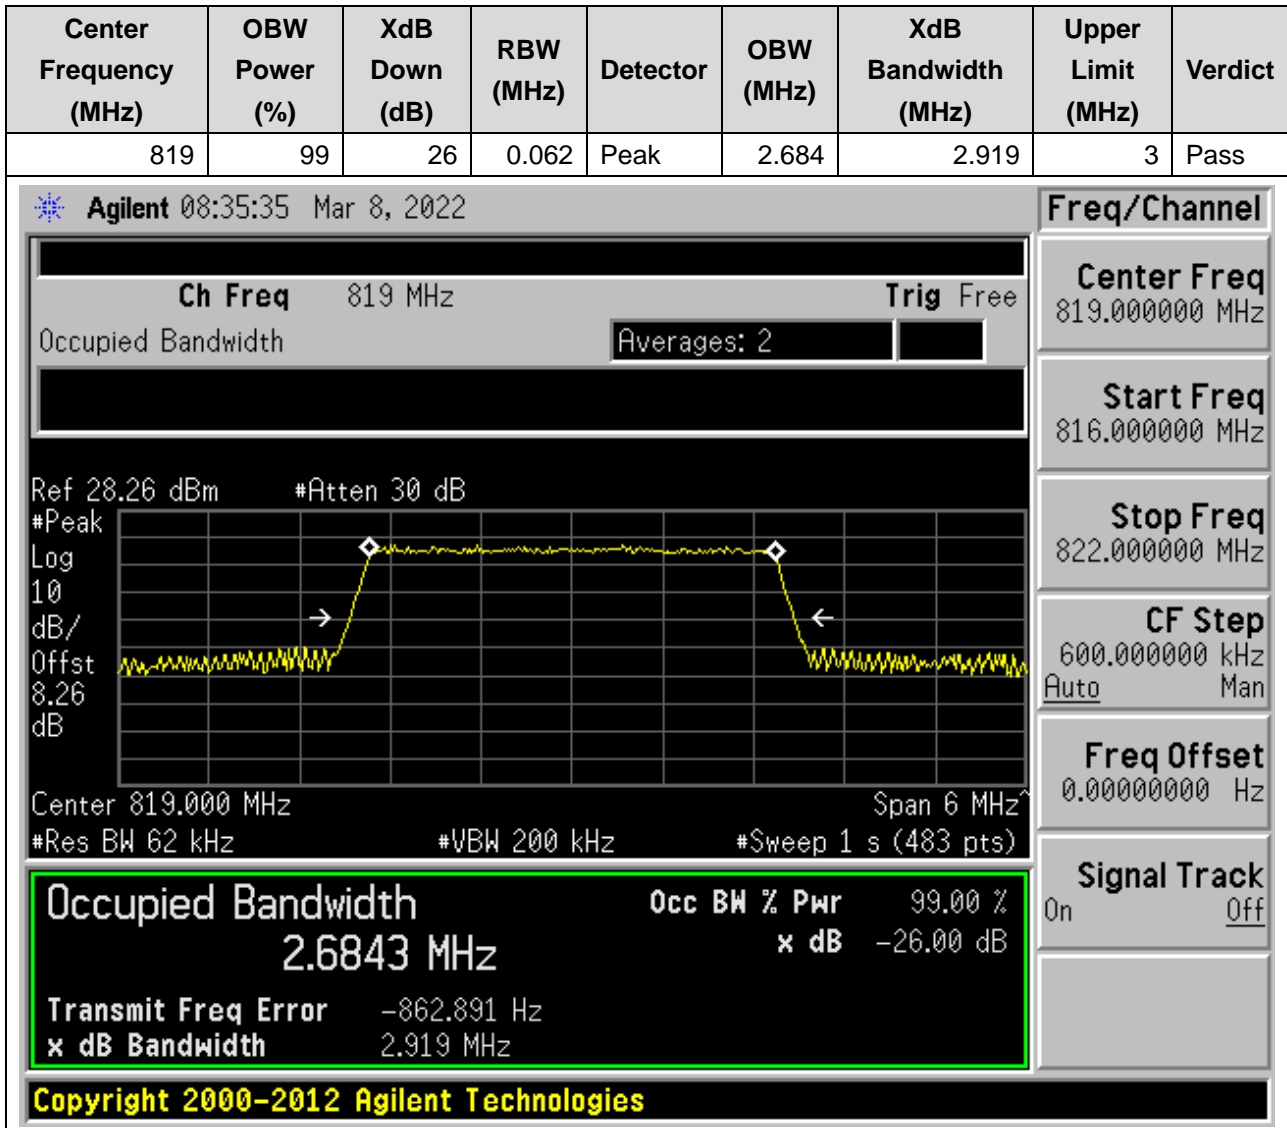 Center Frequency (MHz) OBW Power (%) XdB Down (dB) RBW (MHz) Detector OBW (MHz) XdB Bandwidth (MHz) Upper Limit (MHz) Verdict
819 99 26 0.062 Peak 2.684 2.919 3 Pass
Agilent 08:35:35 Mar 8, 2022
Freq/Channel
Ch Freq 819 MHz Trig Free
Occupied Bandwidth Averages: 2
Ref 28.26 dBm #Atten 30 dB
#Peak
Log
10
dB/
Offst
8.26
dB
Center 819.000 MHz Span 6 MHz^
#Res BW 62 kHz #VBW 200 kHz #Sweep 1 s (483 pts)
Occupied Bandwidth Occ BW % Pwr 99.00 %
2.6843 MHz x dB -26.00 dB
Transmit Freq Error -862.891 Hz
x dB Bandwidth 2.919 MHz
Center Freq
819.000000 MHz
Start Freq
816.000000 MHz
Stop Freq
822.000000 MHz
CF Step
600.000000 kHz
Auto Man
Freq Offset
0.00000000 Hz
Signal Track
On Off
Copyright 2000-2012 Agilent Technologies